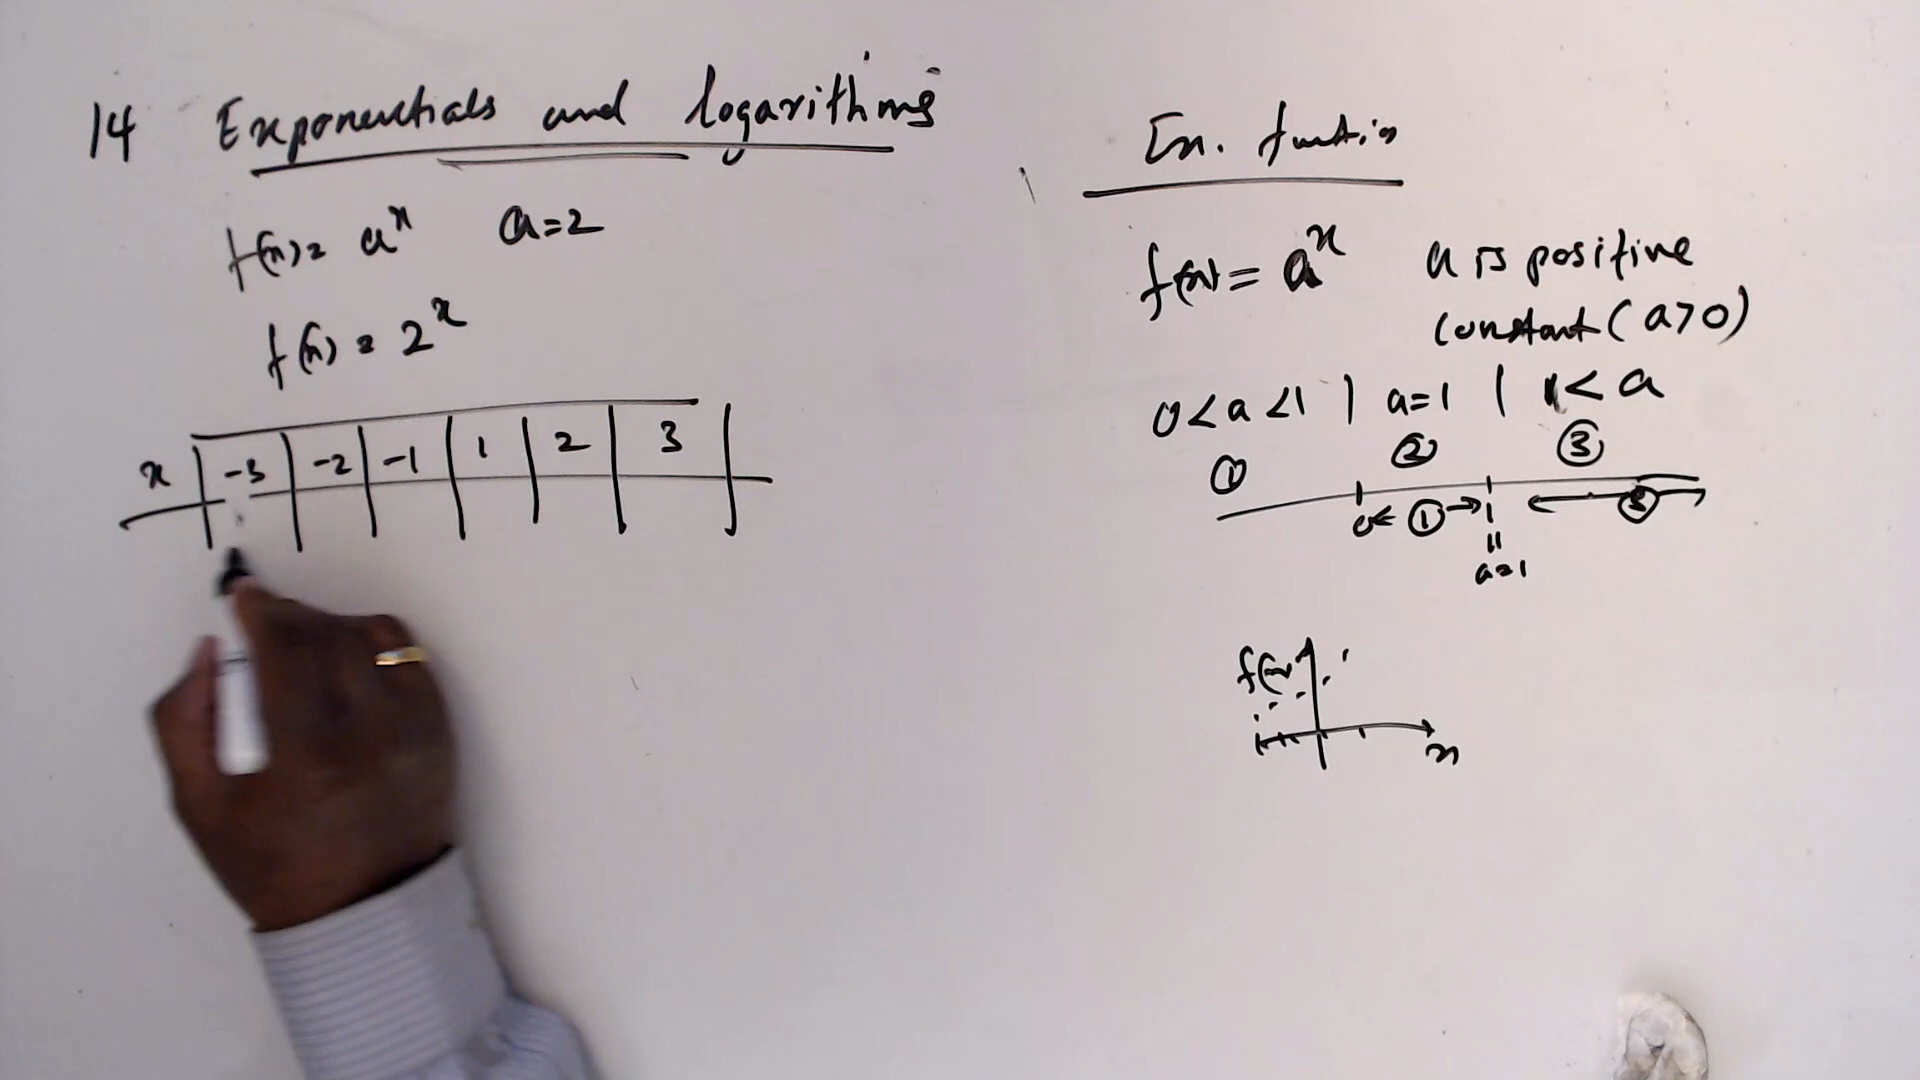 14 Exponentials and logarithms
f(x) = a^x a=2
f(x) = 2^x
x | -3 | -2 | -1 | 1 | 2 | 3 |
Ex. function
f(x) = a^x a is positive
constant (a>0)
0<a<1 | a=1 | 1<a
① ② ③
0 ← ① → 1 ③
||
a=1
f(x)
x